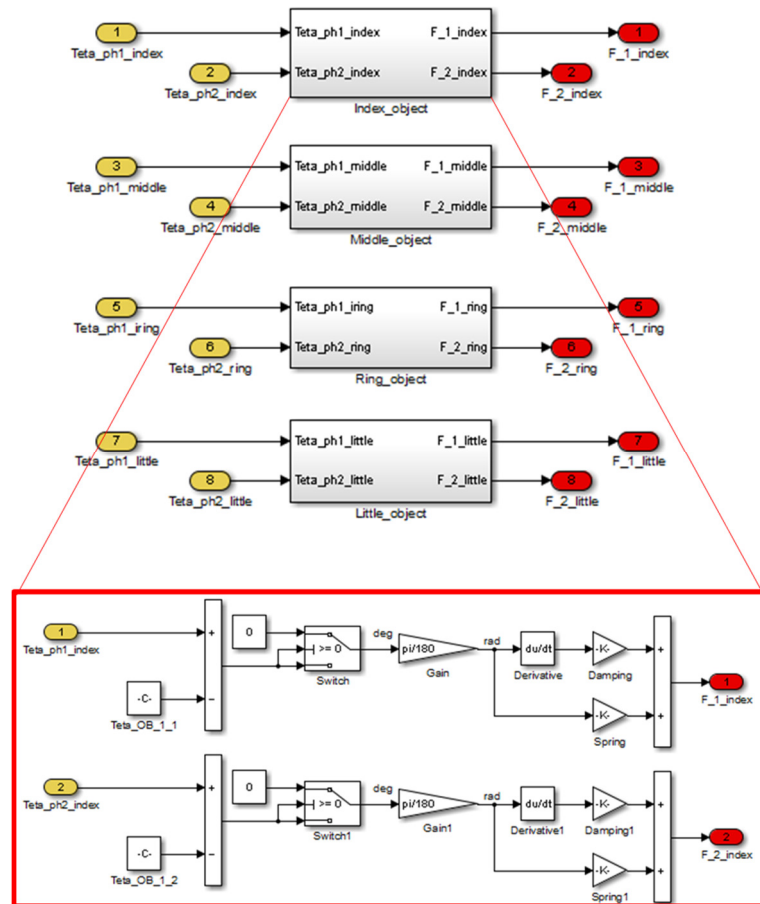 1
Teta_ph1_index
2
Teta_ph2_index
Teta_ph1_index
F_1_index
Teta_ph2_index
F_2_index
Index_object
1
F_1_index
2
F_2_index
3
Teta_ph1_middle
4
Teta_ph2_middle
Teta_ph1_middle
F_1_middle
Teta_ph2_middle
F_2_middle
Middle_object
3
F_1_middle
4
F_2_middle
5
Teta_ph1_iring
6
Teta_ph2_ring
Teta_ph1_iring
F_1_ring
Teta_ph2_ring
F_2_ring
Ring_object
5
F_1_ring
6
F_2_ring
7
Teta_ph1_little
8
Teta_ph2_little
Teta_ph1_little
F_1_little
Teta_ph2_little
F_2_little
Little_object
7
F_1_little
8
F_2_little
1
Teta_ph1_index
-C-
Teta_OB_1_1
+
−
0
>= 0
Switch
deg
pi/180
Gain
rad
du/dt
Derivative
-K-
Damping
-K-
Spring
+
+
1
F_1_index
2
Teta_ph2_index
-C-
Teta_OB_1_2
+
−
0
>= 0
Switch1
deg
pi/180
Gain1
rad
du/dt
Derivative1
-K-
Damping1
-K-
Spring1
+
+
2
F_2_index